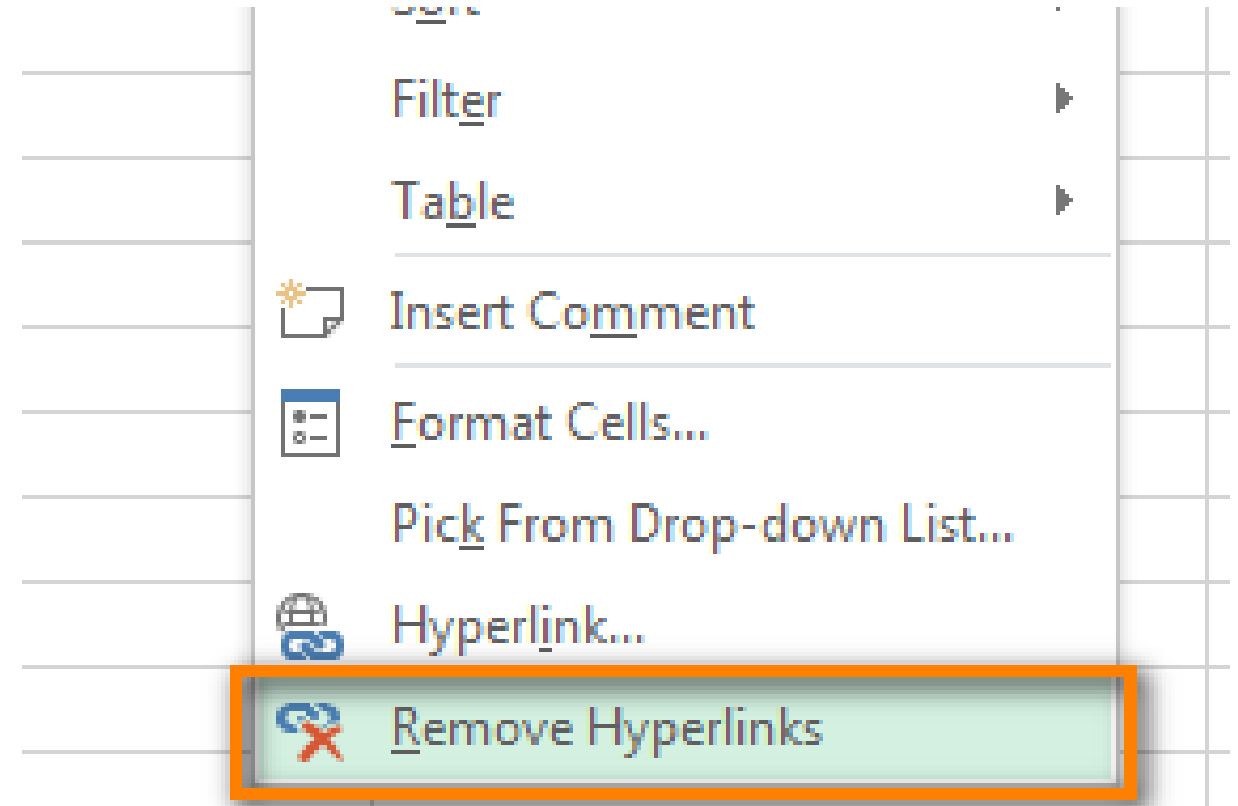 Filter
Table
Insert Comment
Format Cells...
Pick From Drop-down List...
Hyperlink...
Remove Hyperlinks